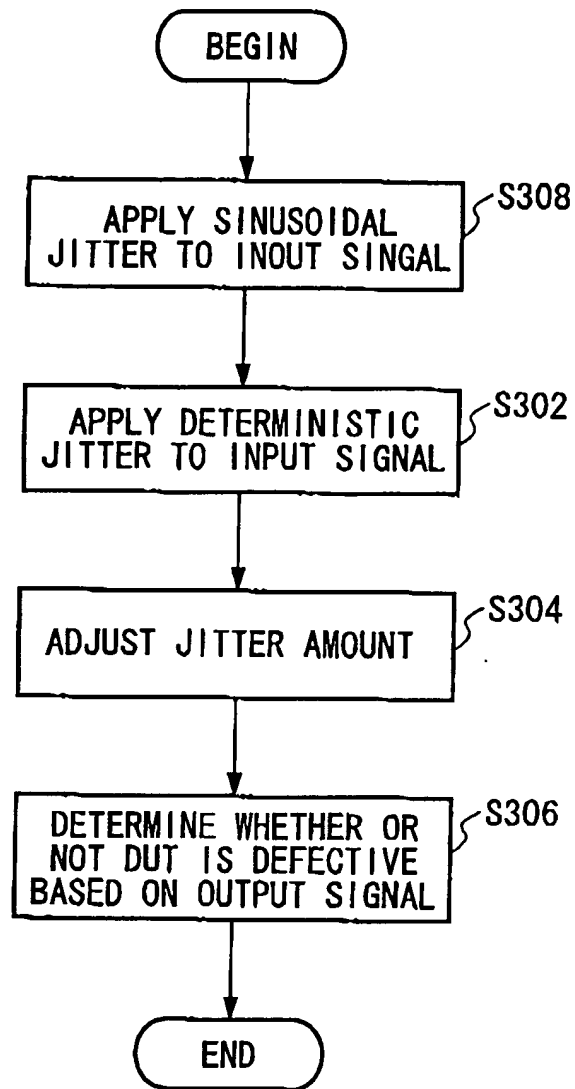 BEGIN
S308
APPLY SINUSOIDAL
JITTER TO INOUT SINGAL
S302
APPLY DETERMINISTIC
JITTER TO INPUT SIGNAL
S304
ADJUST JITTER AMOUNT
S306
DETERMINE WHETHER OR
NOT DUT IS DEFECTIVE
BASED ON OUTPUT SIGNAL
END